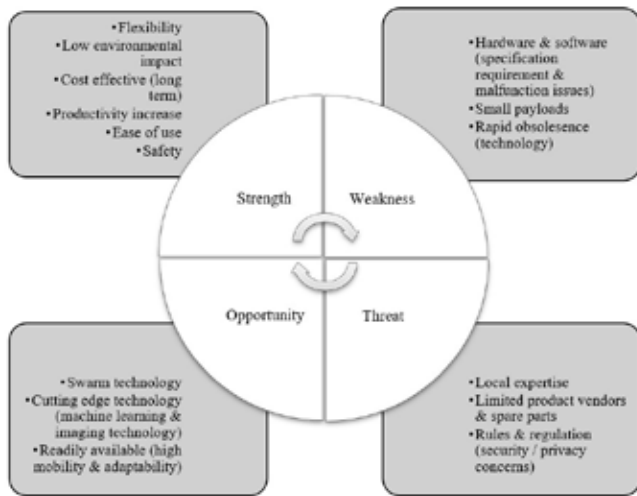 •Flexibility
•Low environmental
impact
•Cost effective (long
term)
•Productivity increase
•Ease of use
•Safety
•Hardware & software
(specification
requirement &
malfunction issues)
•Small payloads
•Rapid obsolesence
(technology)
Strength
Weakness
Opportunity
Threat
•Swarm technology
•Cutting edge technology
(machine learning &
imaging technology)
•Readily available (high
mobility & adaptability)
•Local expertise
•Limited product vendors
& spare parts
•Rules & regulation
(security / privacy
concerns)